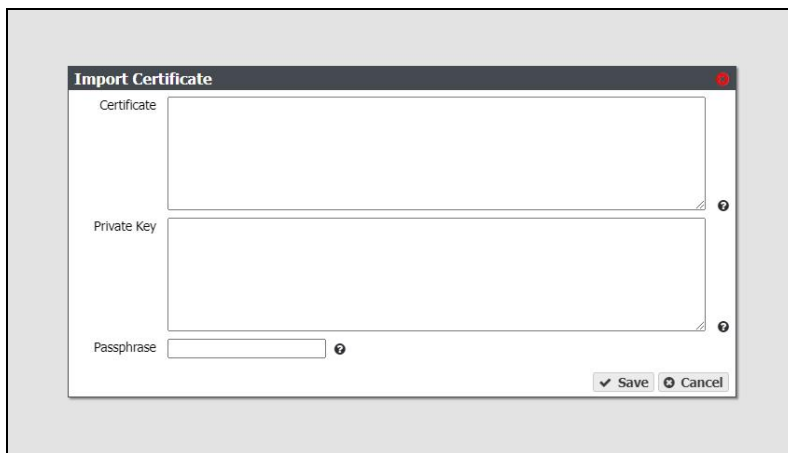 Import Certificate
Certificate
Private Key
Passphrase
Save Cancel